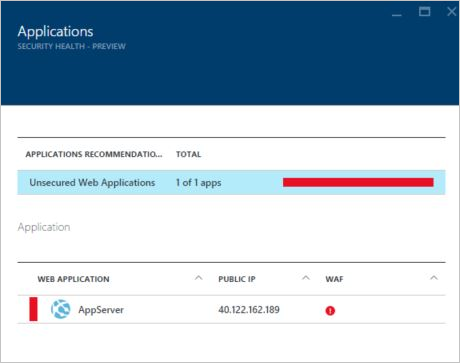 Applications
SECURITY HEALTH - PREVIEW
APPLICATIONS RECOMMENDATIO... TOTAL
Unsecured Web Applications 1 of 1 apps
Application
WEB APPLICATION PUBLIC IP WAF
AppServer 40.122.162.189